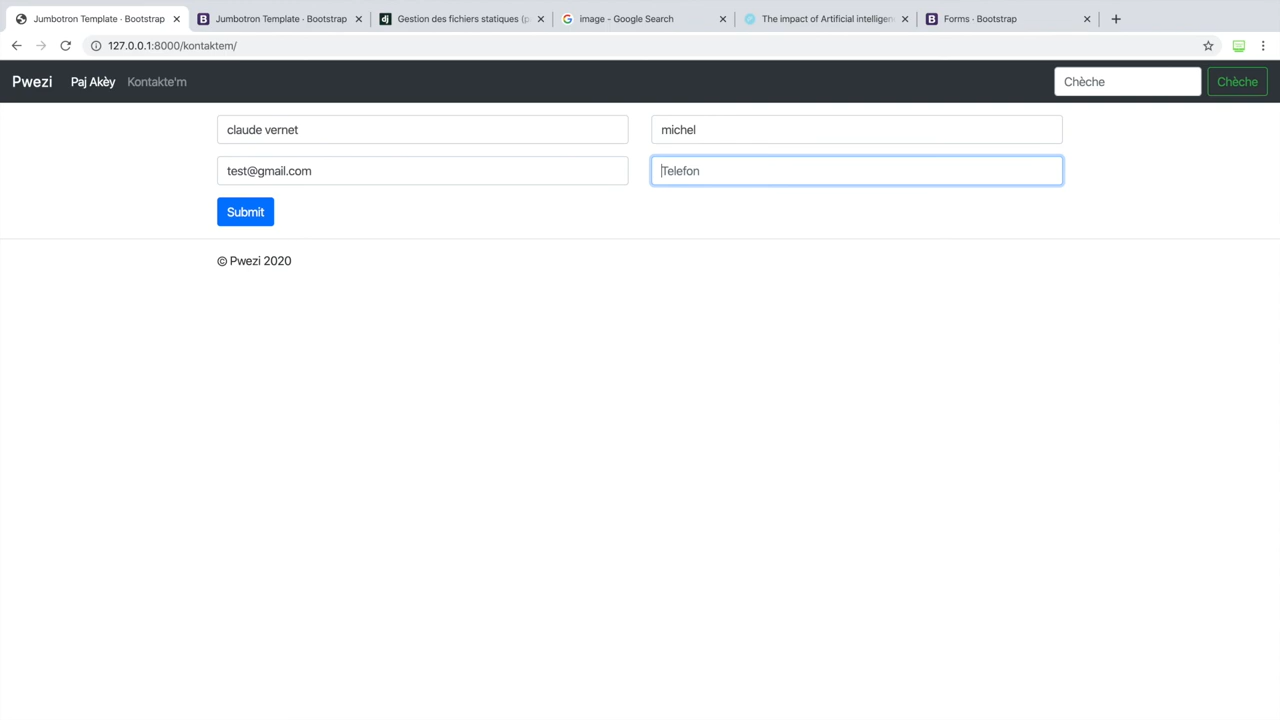 Jumbotron Template · Bootstrap
Jumbotron Template · Bootstrap
Gestion des fichiers statiques (p
image - Google Search
The impact of Artificial intelligen
Forms · Bootstrap
127.0.0.1:8000/kontaktem/
Pwezi Paj Akèy Kontakte'm Chèche Chèche
claude vernet michel
test@gmail.com Telefon
Submit
© Pwezi 2020